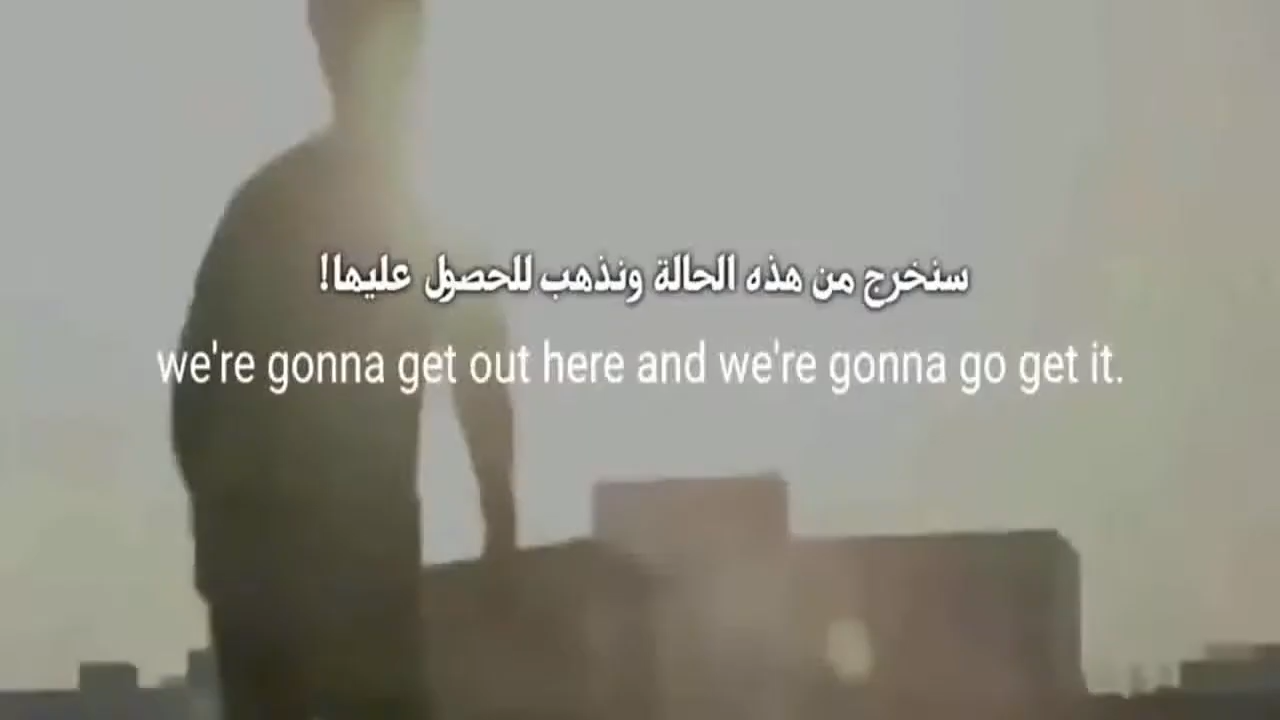 سنخرج من هذه الحالة ونذهب للحصول عليها!
we're gonna get out here and we're gonna go get it.